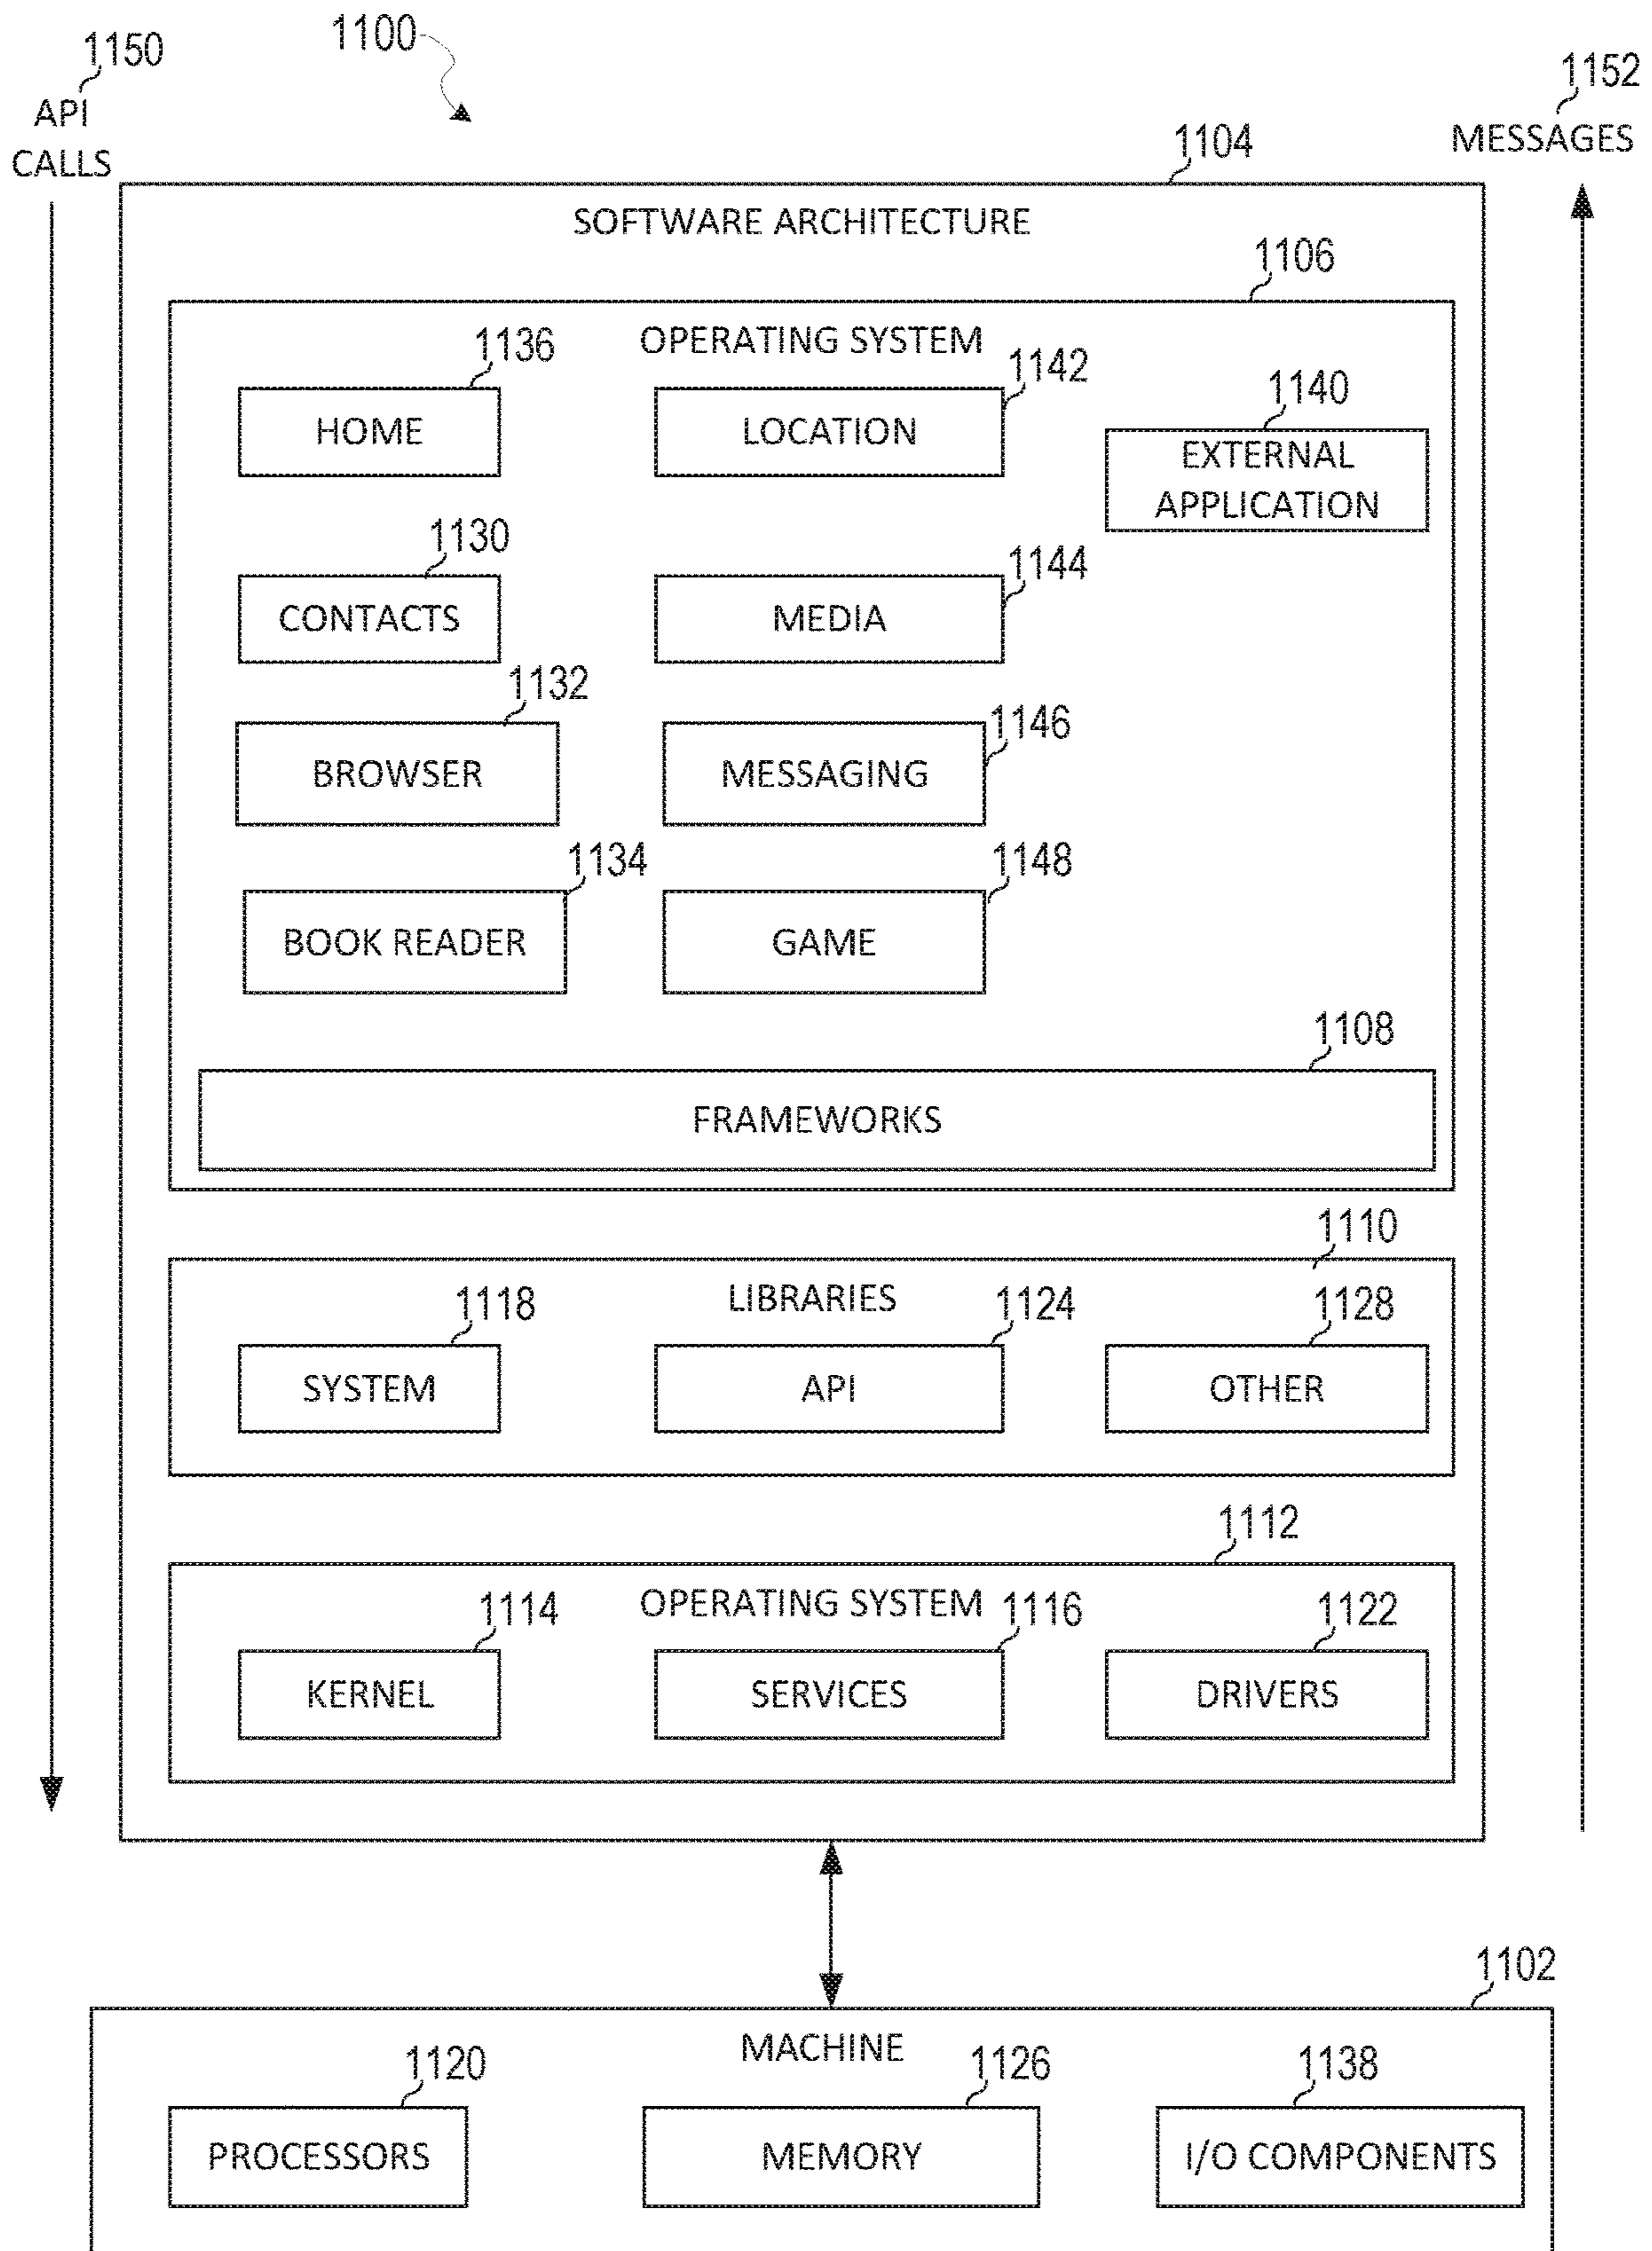 1100
1150
API
CALLS
1152
MESSAGES
1104
SOFTWARE ARCHITECTURE
1106
OPERATING SYSTEM
1136
HOME
1142
LOCATION
1140
EXTERNAL
APPLICATION
1130
CONTACTS
1144
MEDIA
1132
BROWSER
1146
MESSAGING
1134
BOOK READER
1148
GAME
1108
FRAMEWORKS
1110
LIBRARIES
1118
SYSTEM
1124
API
1128
OTHER
1112
OPERATING SYSTEM
1114
KERNEL
1116
SERVICES
1122
DRIVERS
1102
MACHINE
1120
PROCESSORS
1126
MEMORY
1138
I/O COMPONENTS